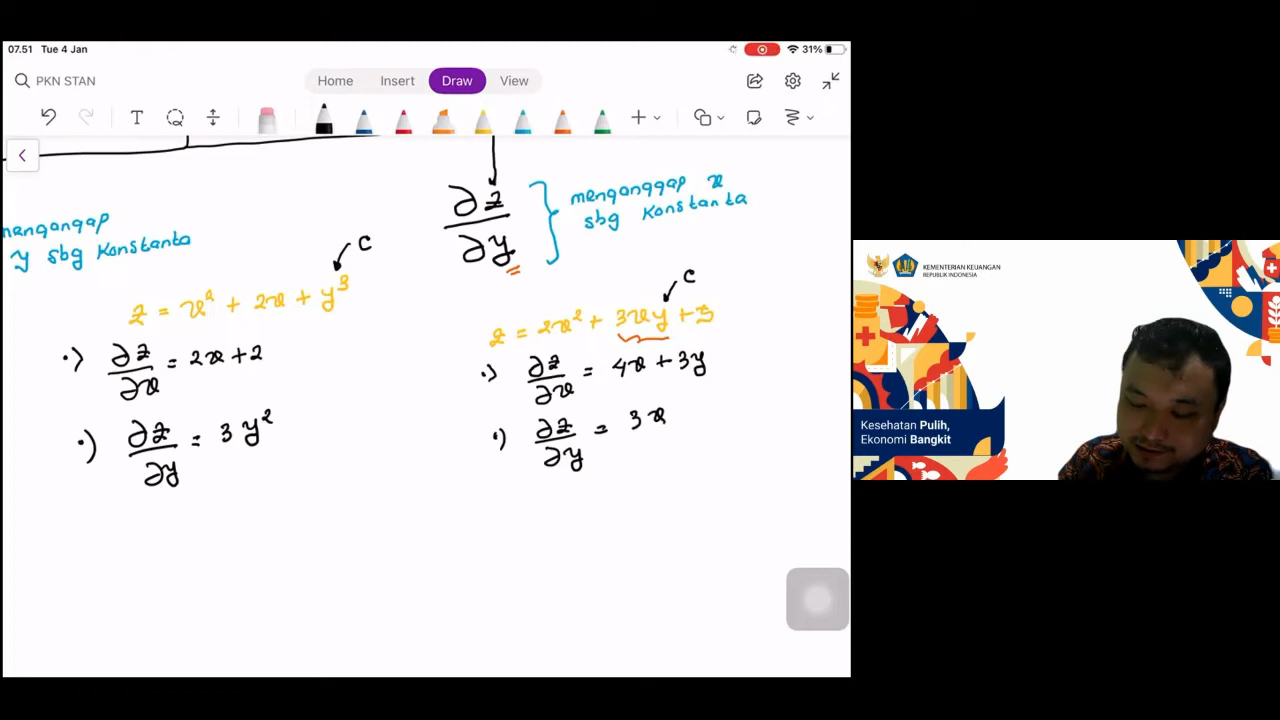 07.51 Tue 4 Jan
31%
PKN STAN
Home Insert Draw View
T
menganggap
y sbg Konstanta
∂z/∂y
menganggap x
sbg Konstanta
c
z = x² + 2x + y³
•) ∂z/∂x = 2x + 2
•) ∂z/∂y = 3y²
c
z = 2x² + 3xy + 5
•) ∂z/∂x = 4x + 3y
•) ∂z/∂y = 3x
KEMENTERIAN KEUANGAN
REPUBLIK INDONESIA
Kesehatan Pulih,
Ekonomi Bangkit